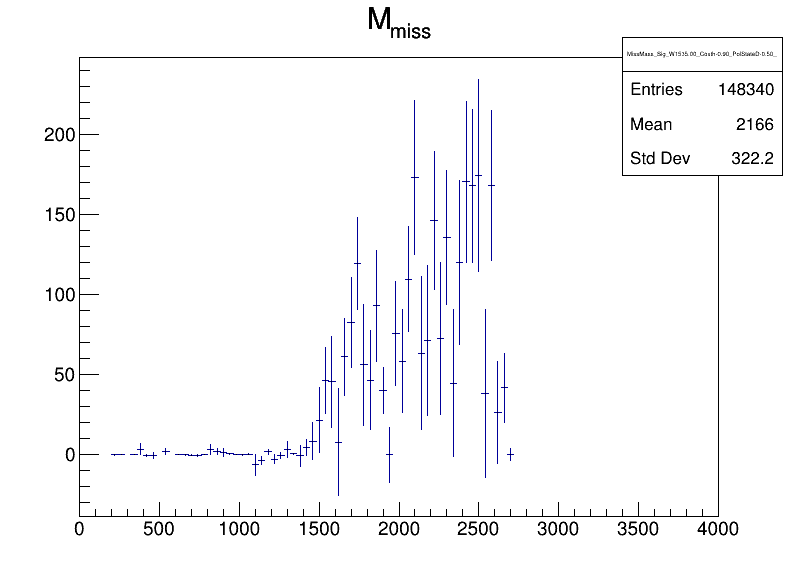 M_miss
MissMass_Sig_W1535.00_Costh-0.90_PolStateD-0.50_
Entries 148340
Mean 2166
Std Dev 322.2
200
150
100
50
0
0 500 1000 1500 2000 2500 3000 3500 4000